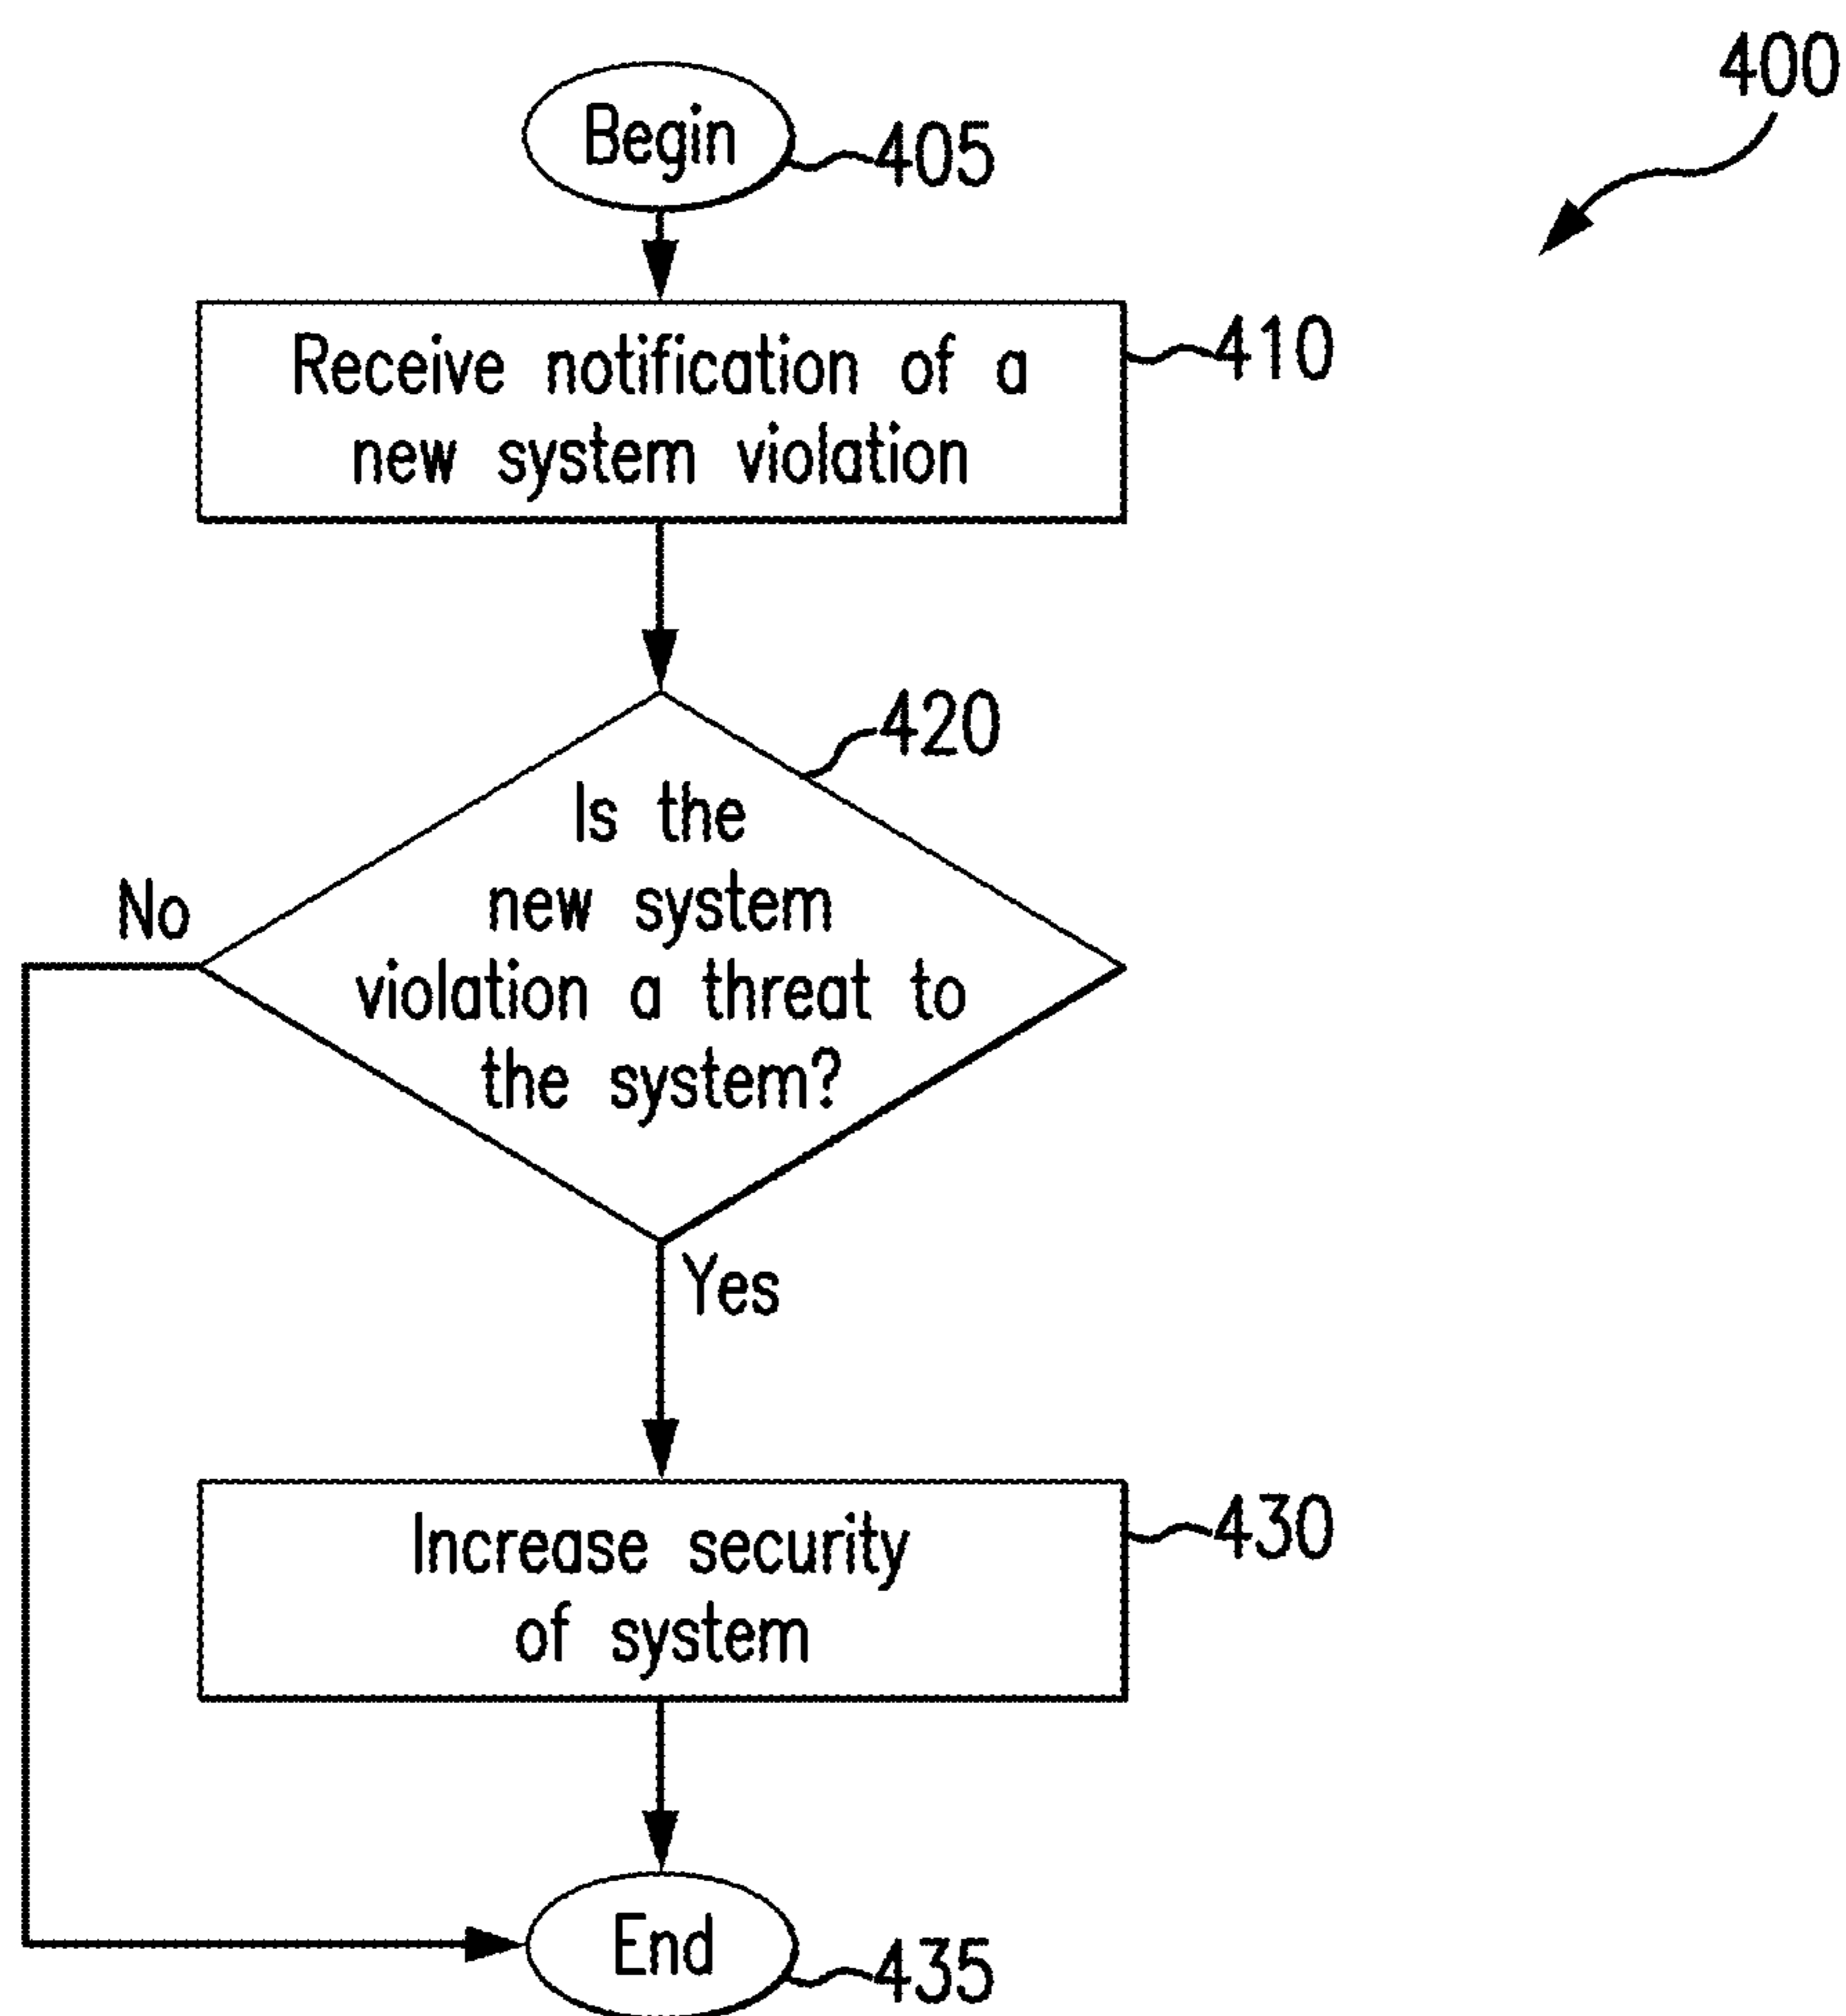 400
Begin
405
Receive notification of a
new system violation
410
420
Is the
new system
violation a threat to
the system?
No
Yes
Increase security
of system
430
End
435